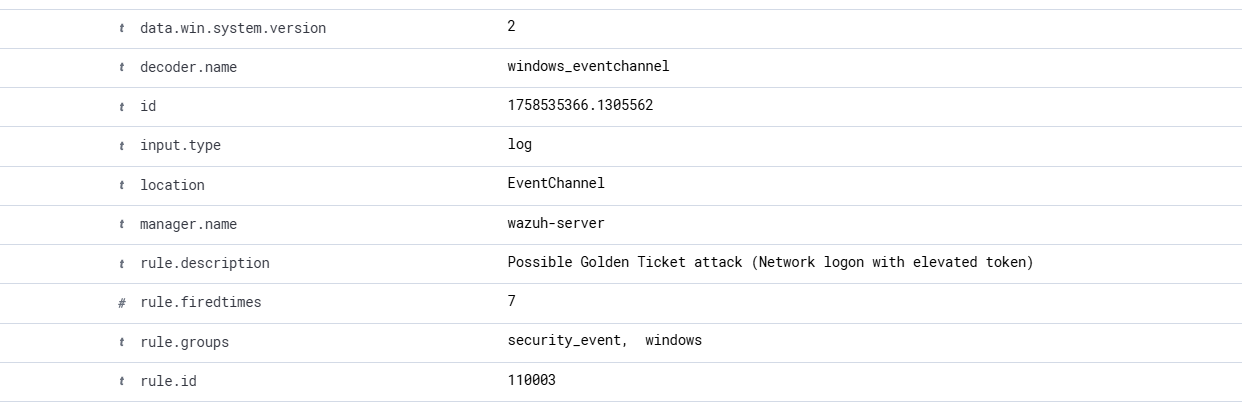 t data.win.system.version 2
t decoder.name windows_eventchannel
t id 1758535366.1305562
t input.type log
t location EventChannel
t manager.name wazuh-server
t rule.description Possible Golden Ticket attack (Network logon with elevated token)
# rule.firedtimes 7
t rule.groups security_event, windows
t rule.id 110003